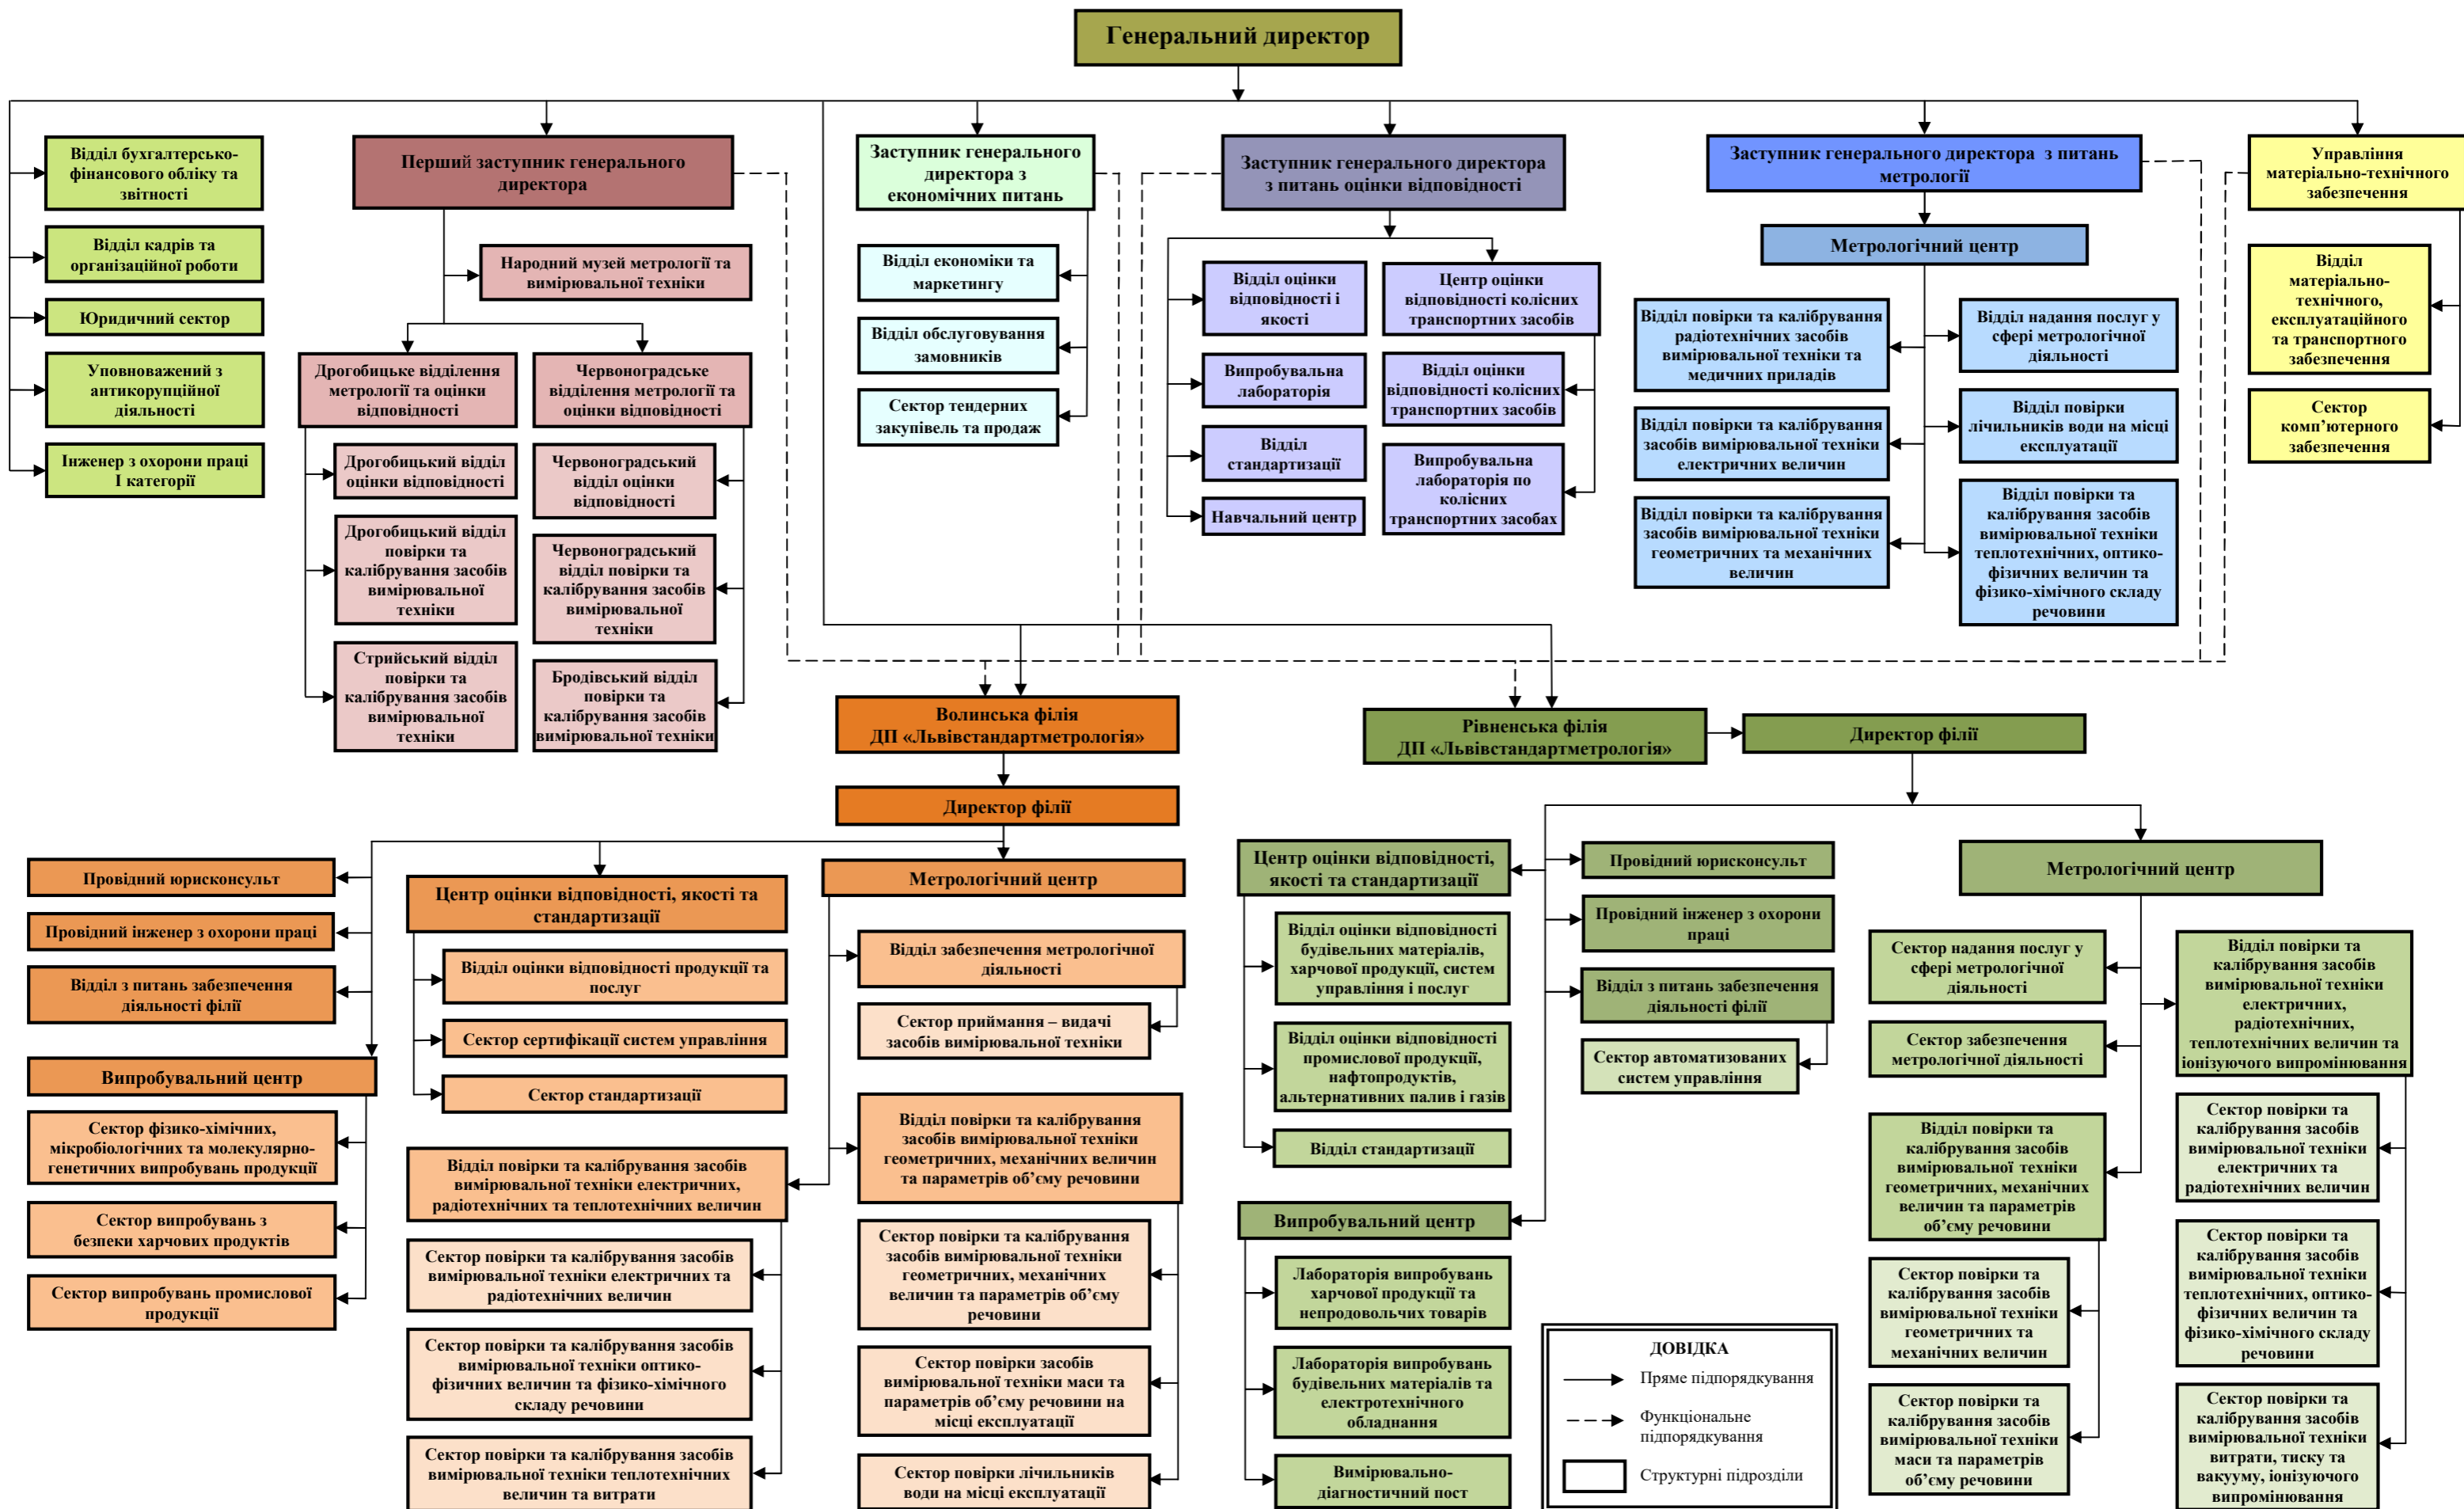 Генеральний директор
Відділ бухгалтерсько-
фінансового обліку та
звітності
Відділ кадрів та
організаційної роботи
Юридичний сектор
Уповноважений з
антикорупційної
діяльності
Інженер з охорони праці
І категорії
Перший заступник генерального
директора
Народний музей метрології та
вимірювальної техніки
Дрогобицьке відділення
метрології та оцінки
відповідності
Дрогобицький відділ
оцінки відповідності
Дрогобицький відділ
повірки та
калібрування засобів
вимірювальної
техніки
Стрийський відділ
повірки та
калібрування засобів
вимірювальної
техніки
Червоноградське
відділення метрології та
оцінки відповідності
Червоноградський
відділ оцінки
відповідності
Червоноградський
відділ повірки та
калібрування засобів
вимірювальної
техніки
Бродівський відділ
повірки та
калібрування засобів
вимірювальної техніки
Заступник генерального
директора з
економічних питань
Відділ економіки та
маркетингу
Відділ обслуговування
замовників
Сектор тендерних
закупівель та продаж
Заступник генерального директора
з питань оцінки відповідності
Відділ оцінки
відповідності і
якості
Випробувальна
лабораторія
Відділ
стандартизації
Навчальний центр
Центр оцінки
відповідності колісних
транспортних засобів
Відділ оцінки
відповідності колісних
транспортних засобів
Випробувальна
лабораторія по
колісних
транспортних засобах
Заступник генерального директора з питань
метрології
Метрологічний центр
Відділ повірки та калібрування
радіотехнічних засобів
вимірювальної техніки та
медичних приладів
Відділ повірки та калібрування
засобів вимірювальної техніки
електричних величин
Відділ повірки та калібрування
засобів вимірювальної техніки
геометричних та механічних
величин
Відділ надання послуг у
сфері метрологічної
діяльності
Відділ повірки
лічильників води на місці
експлуатації
Відділ повірки та
калібрування засобів
вимірювальної техніки
теплотехнічних, оптико-
фізичних величин та
фізико-хімічного складу
речовини
Управління
матеріально-технічного
забезпечення
Відділ
матеріально-
технічного,
експлуатаційного
та транспортного
забезпечення
Сектор
комп’ютерного
забезпечення
Волинська філія
ДП «Львівстандартметрологія»
Директор філії
Провідний юрисконсульт
Провідний інженер з охорони праці
Відділ з питань забезпечення
діяльності філії
Випробувальний центр
Сектор фізико-хімічних,
мікробіологічних та молекулярно-
генетичних випробувань продукції
Сектор випробувань з
безпеки харчових продуктів
Сектор випробувань промислової
продукції
Центр оцінки відповідності, якості та
стандартизації
Відділ оцінки відповідності продукції та
послуг
Сектор сертифікації систем управління
Сектор стандартизації
Відділ повірки та калібрування засобів
вимірювальної техніки електричних,
радіотехнічних та теплотехнічних величин
Сектор повірки та калібрування засобів
вимірювальної техніки електричних та
радіотехнічних величин
Сектор повірки та калібрування засобів
вимірювальної техніки оптико-
фізичних величин та фізико-хімічного
складу речовини
Сектор повірки та калібрування засобів
вимірювальної техніки теплотехнічних
величин та витрати
Метрологічний центр
Відділ забезпечення метрологічної
діяльності
Сектор приймання – видачі
засобів вимірювальної техніки
Відділ повірки та калібрування
засобів вимірювальної техніки
геометричних, механічних величин
та параметрів об’єму речовини
Сектор повірки та калібрування
засобів вимірювальної техніки
геометричних, механічних
величин та параметрів об’єму
речовини
Сектор повірки засобів
вимірювальної техніки маси та
параметрів об’єму речовини на
місці експлуатації
Сектор повірки лічильників
води на місці експлуатації
Рівненська філія
ДП «Львівстандартметрологія»
Директор філії
Центр оцінки відповідності,
якості та стандартизації
Відділ оцінки відповідності
будівельних матеріалів,
харчової продукції, систем
управління і послуг
Відділ оцінки відповідності
промислової продукції,
нафтопродуктів,
альтернативних палив і газів
Відділ стандартизації
Випробувальний центр
Лабораторія випробувань
харчової продукції та
непродовольчих товарів
Лабораторія випробувань
будівельних матеріалів та
електротехнічного
обладнання
Вимірювально-
діагностичний пост
Провідний юрисконсульт
Провідний інженер з охорони
праці
Відділ з питань забезпечення
діяльності філії
Сектор автоматизованих
систем управління
Метрологічний центр
Сектор надання послуг у
сфері метрологічної
діяльності
Сектор забезпечення
метрологічної діяльності
Відділ повірки та
калібрування засобів
вимірювальної техніки
геометричних, механічних
величин та параметрів
об’єму речовини
Сектор повірки та
калібрування засобів
вимірювальної техніки
геометричних та
механічних величин
Сектор повірки та
калібрування засобів
вимірювальної техніки
маси та параметрів
об’єму речовини
Відділ повірки та
калібрування засобів
вимірювальної техніки
електричних,
радіотехнічних,
теплотехнічних величин та
іонізуючого випромінювання
Сектор повірки та
калібрування засобів
вимірювальної техніки
електричних та
радіотехнічних величин
Сектор повірки та
калібрування засобів
вимірювальної техніки
теплотехнічних, оптико-
фізичних величин та
фізико-хімічного складу
речовини
Сектор повірки та
калібрування засобів
вимірювальної техніки
витрати, тиску та
вакууму, іонізуючого
випромінювання
ДОВІДКА
Пряме підпорядкування
Функціональне
підпорядкування
Структурні підрозділи